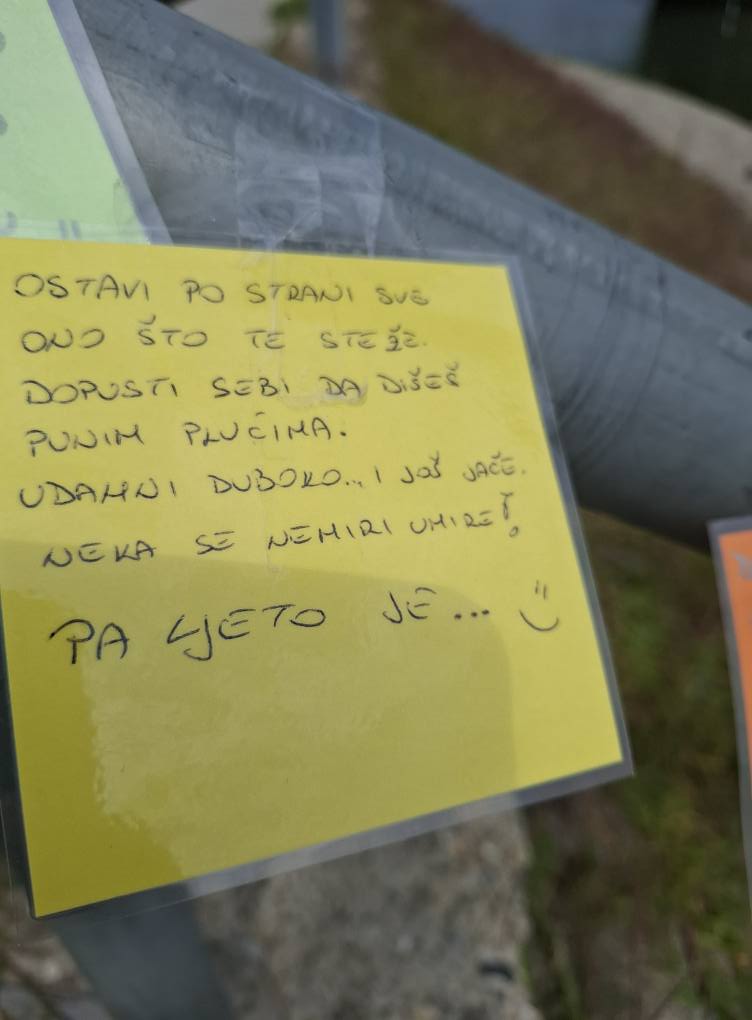 OSTAVI PO STRANI SVE
ONO ŠTO TE STEŽE.
DOPUSTI SEBI DA DIŠEŠ
PUNIM PLUĆIMA.
UDAHNI DUBOKO... I JOŠ JAČE.
NEKA SE NEMIRI UMIRE!
PA LJETO JE... :)